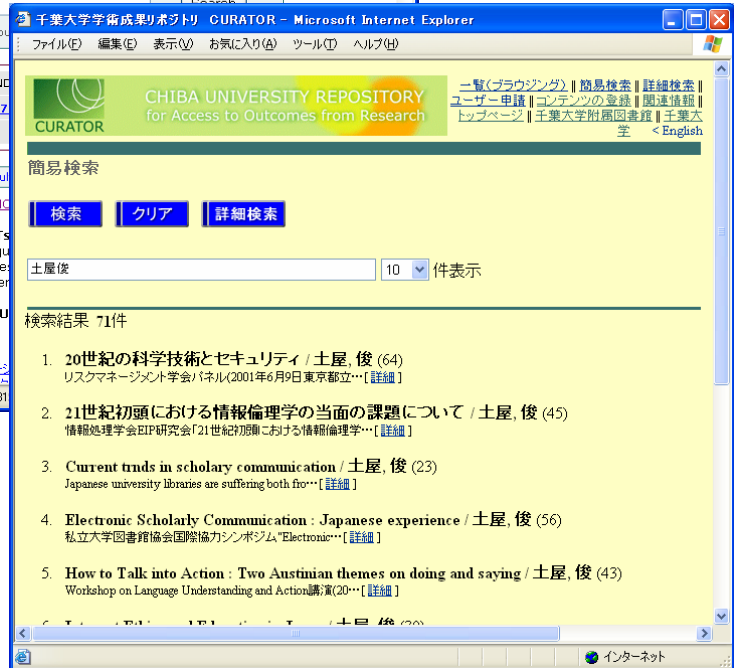 千葉大学学術成果リポジトリ CURATOR - Microsoft Internet Explorer
ファイル(F) 編集(E) 表示(V) お気に入り(A) ツール(T) ヘルプ(H)
CURATOR
CHIBA UNIVERSITY REPOSITORY
for Access to Outcomes from Research
一覧(ブラウジング) || 簡易検索 || 詳細検索 ||
ユーザー申請 || コンテンツの登録 || 関連情報 ||
トップページ || 千葉大学附属図書館 || 千葉大
学 < English
簡易検索
検索 クリア 詳細検索
土屋俊 10 件表示
検索結果 71件
1. 20世紀の科学技術とセキュリティ / 土屋, 俊 (64)
リスクマネージメント学会パネル(2001年6月9日東京都立…[ 詳細 ]
2. 21世紀初頭における情報倫理学の当面の課題について / 土屋, 俊 (45)
情報処理学会EIP研究会「21世紀初頭における情報倫理学…[ 詳細 ]
3. Current trnds in scholary communication / 土屋, 俊 (23)
Japanese university libraries are suffering both fro…[ 詳細 ]
4. Electronic Scholarly Communication : Japanese experience / 土屋, 俊 (56)
私立大学図書館協会国際協力シンポジム"Electronic…[ 詳細 ]
5. How to Talk into Action : Two Austinian themes on doing and saying / 土屋, 俊 (43)
Workshop on Language Understanding and Action講演(20…[ 詳細 ]
インターネット